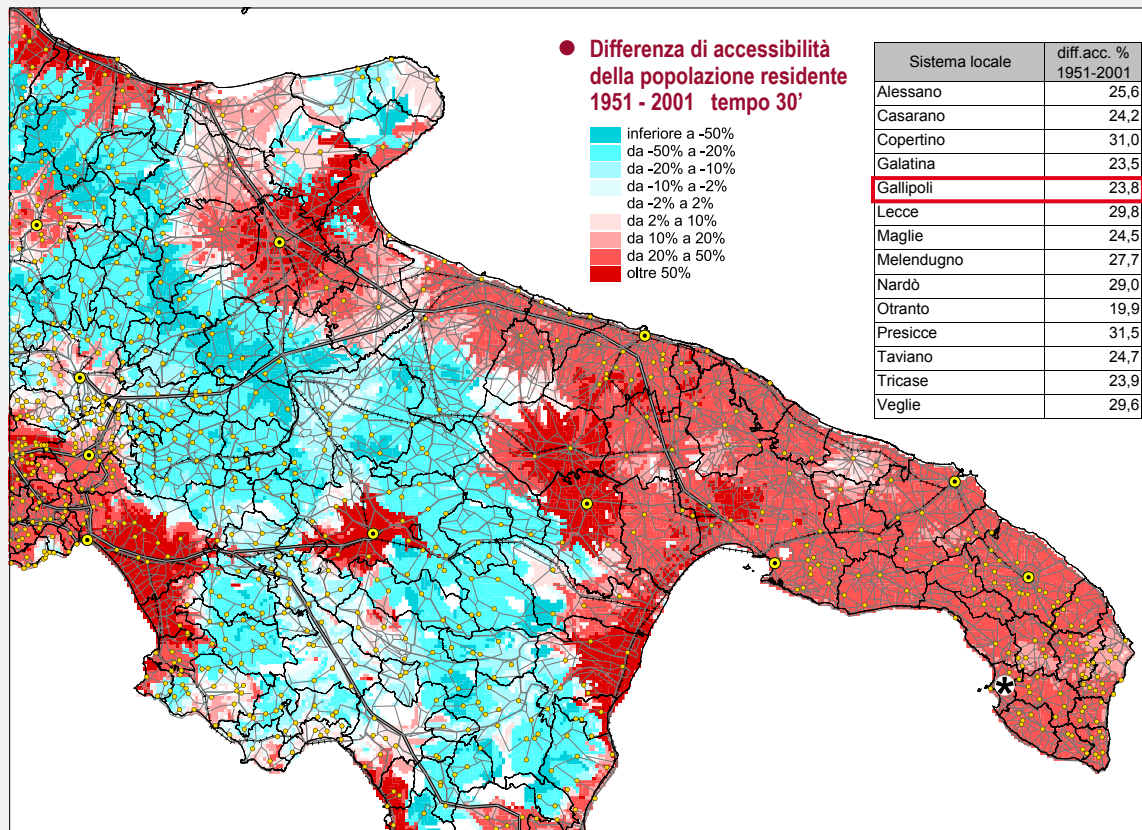 ● Differenza di accessibilità
della popolazione residente
1951 - 2001 tempo 30’
inferiore a -50%
da -50% a -20%
da -20% a -10%
da -10% a -2%
da -2% a 2%
da 2% a 10%
da 10% a 20%
da 20% a 50%
oltre 50%
Sistema locale diff.acc. %
1951-2001
Alessano 25,6
Casarano 24,2
Copertino 31,0
Galatina 23,5
Gallipoli 23,8
Lecce 29,8
Maglie 24,5
Melendugno 27,7
Nardò 29,0
Otranto 19,9
Presicce 31,5
Taviano 24,7
Tricase 23,9
Veglie 29,6
*